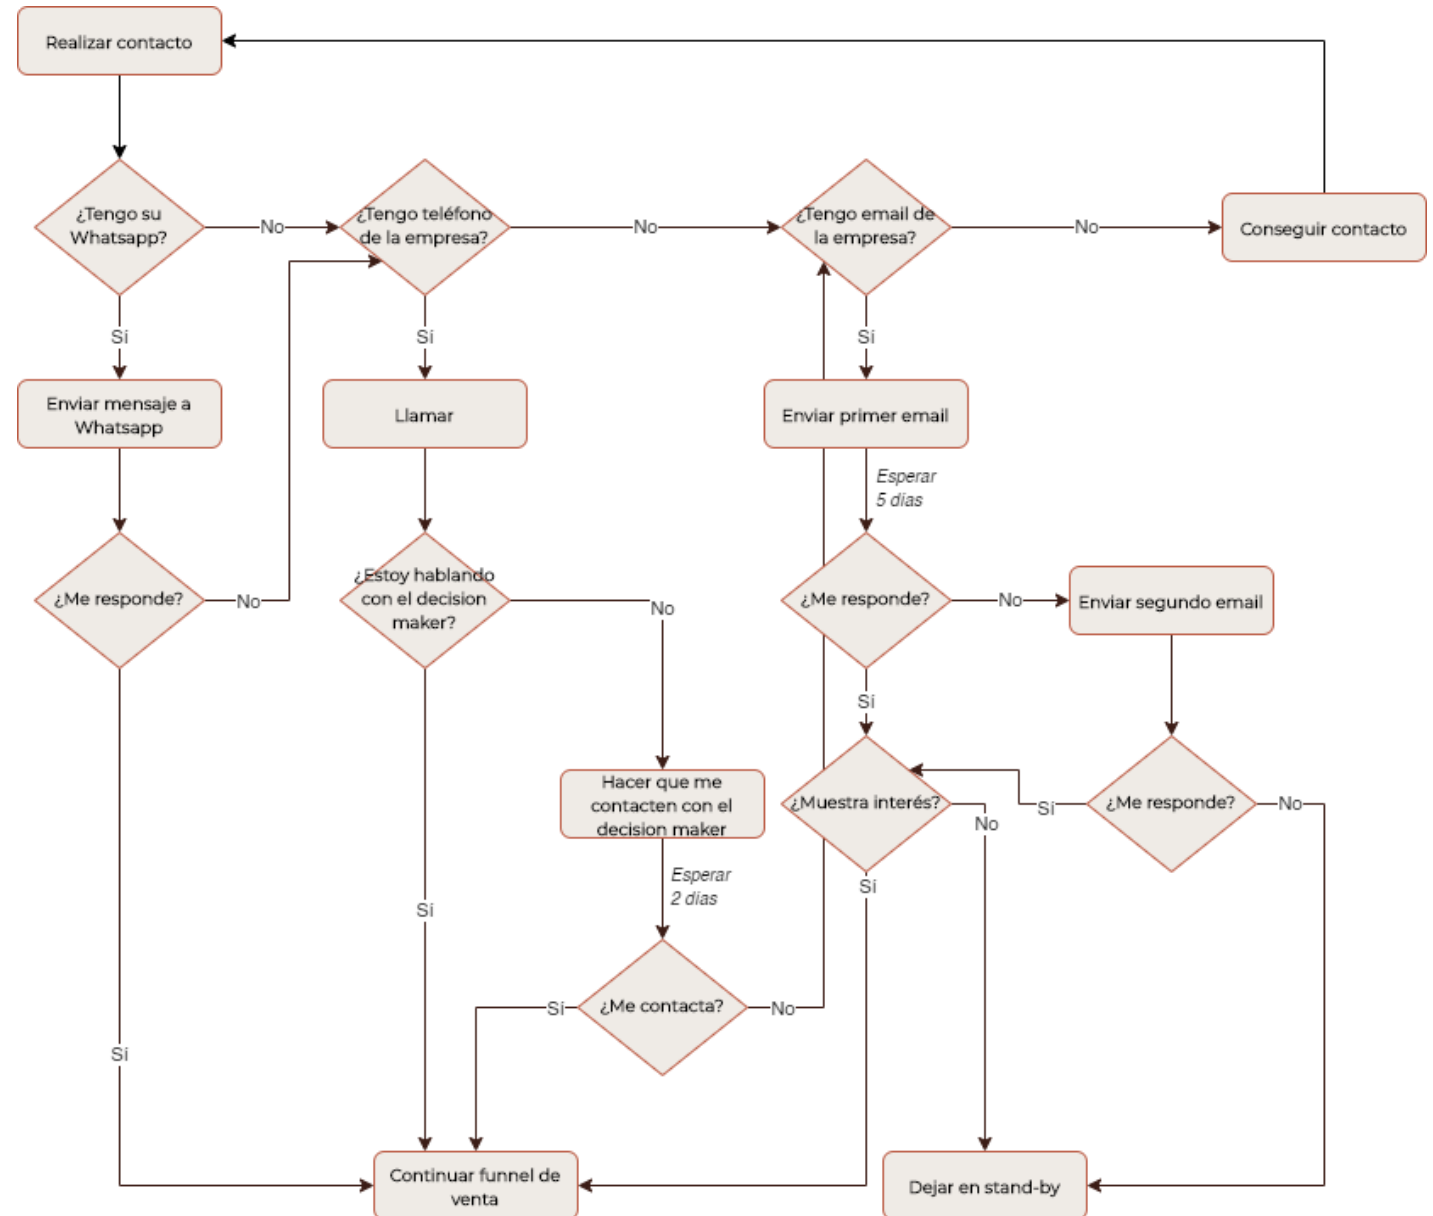 Realizar contacto
¿Tengo su
Whatsapp?
No
¿Tengo teléfono
de la empresa?
No
¿Tengo email de
la empresa?
No
Conseguir contacto
Sí
Sí
Sí
Enviar mensaje a
Whatsapp
Llamar
Enviar primer email
Esperar
5 días
¿Me responde?
No
¿Estoy hablando
con el decision
maker?
No
¿Me responde?
No
Enviar segundo email
Sí
Hacer que me
contacten con el
decision maker
¿Muestra interés?
No
Sí
¿Me responde?
No
Esperar
2 días
Sí
Sí
Sí
¿Me contacta?
No
Sí
Continuar funnel de
venta
Dejar en stand-by